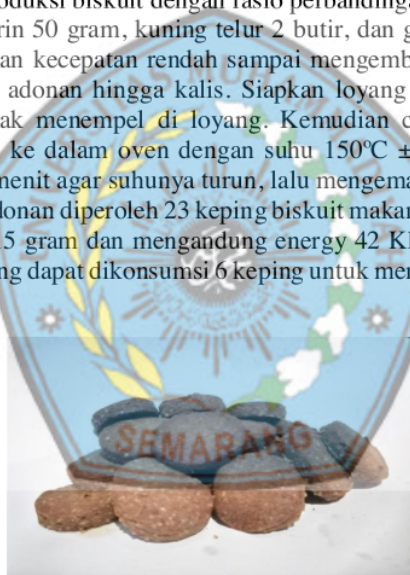 oduksi biskuit dengan rasio perbandinga
rin 50 gram, kuning telur 2 butir, dan g
an kecepatan rendah sampai mengemb
adonan hingga kalis. Siapkan loyang
ak menempel di loyang. Kemudian c
ke dalam oven dengan suhu 150ºC ±
nenit agar suhunya turun, lalu mengema
donan diperoleh 23 keping biskuit makan
5 gram dan mengandung energy 42 K
ng dapat dikonsumsi 6 keping untuk mer
SEMARANG